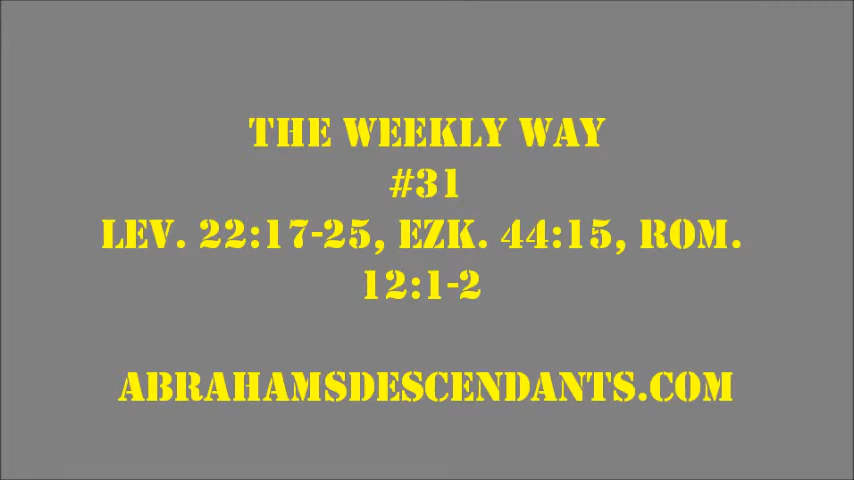 THE WEEKLY WAY
#31
LEV. 22:17-25, EZK. 44:15, ROM.
12:1-2
ABRAHAMSDESCENDANTS.COM